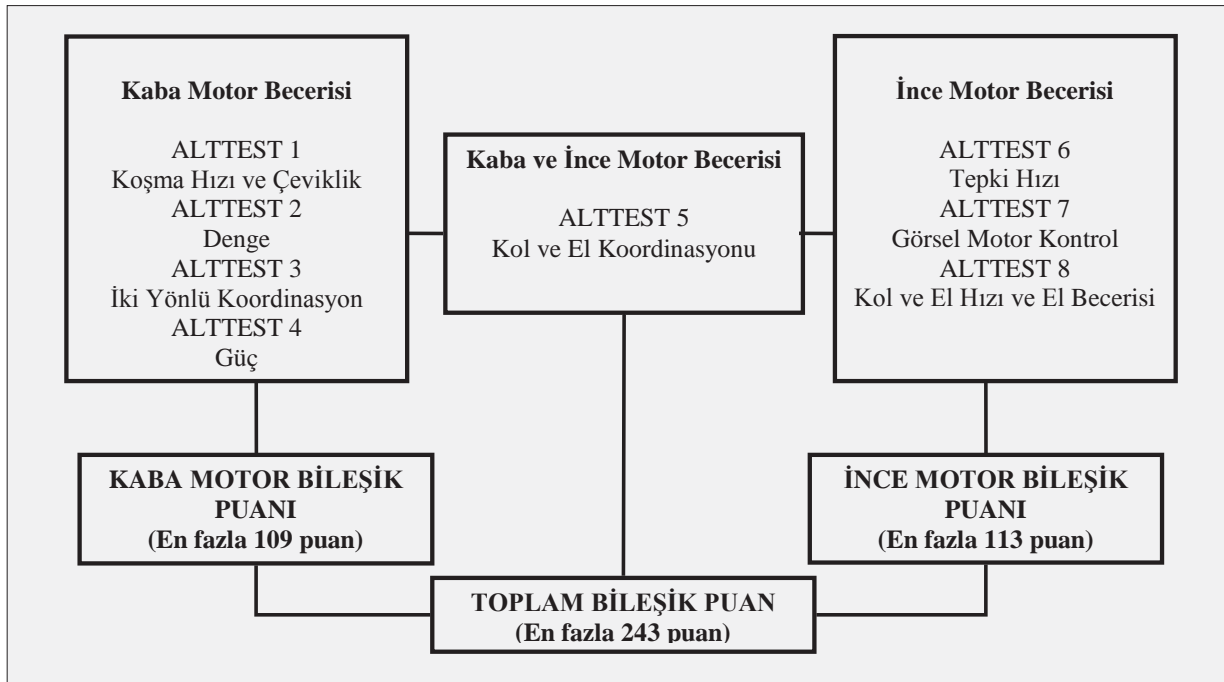 Kaba Motor Becerisi
ALTTEST 1
Koşma Hızı ve Çeviklik
ALTTEST 2
Denge
ALTTEST 3
İki Yönlü Koordinasyon
ALTTEST 4
Güç
Kaba ve İnce Motor Becerisi
ALTTEST 5
Kol ve El Koordinasyonu
İnce Motor Becerisi
ALTTEST 6
Tepki Hızı
ALTTEST 7
Görsel Motor Kontrol
ALTTEST 8
Kol ve El Hızı ve El Becerisi
KABA MOTOR BİLEŞİK
PUANI
(En fazla 109 puan)
İNCE MOTOR BİLEŞİK
PUANI
(En fazla 113 puan)
TOPLAM BİLEŞİK PUAN
(En fazla 243 puan)